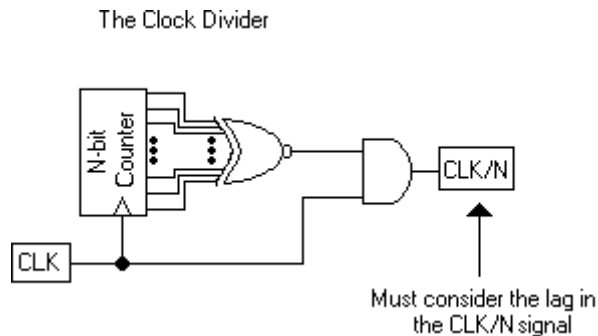 The Clock Divider
N-bit
Counter
CLK/N
CLK
Must consider the lag in
the CLK/N signal